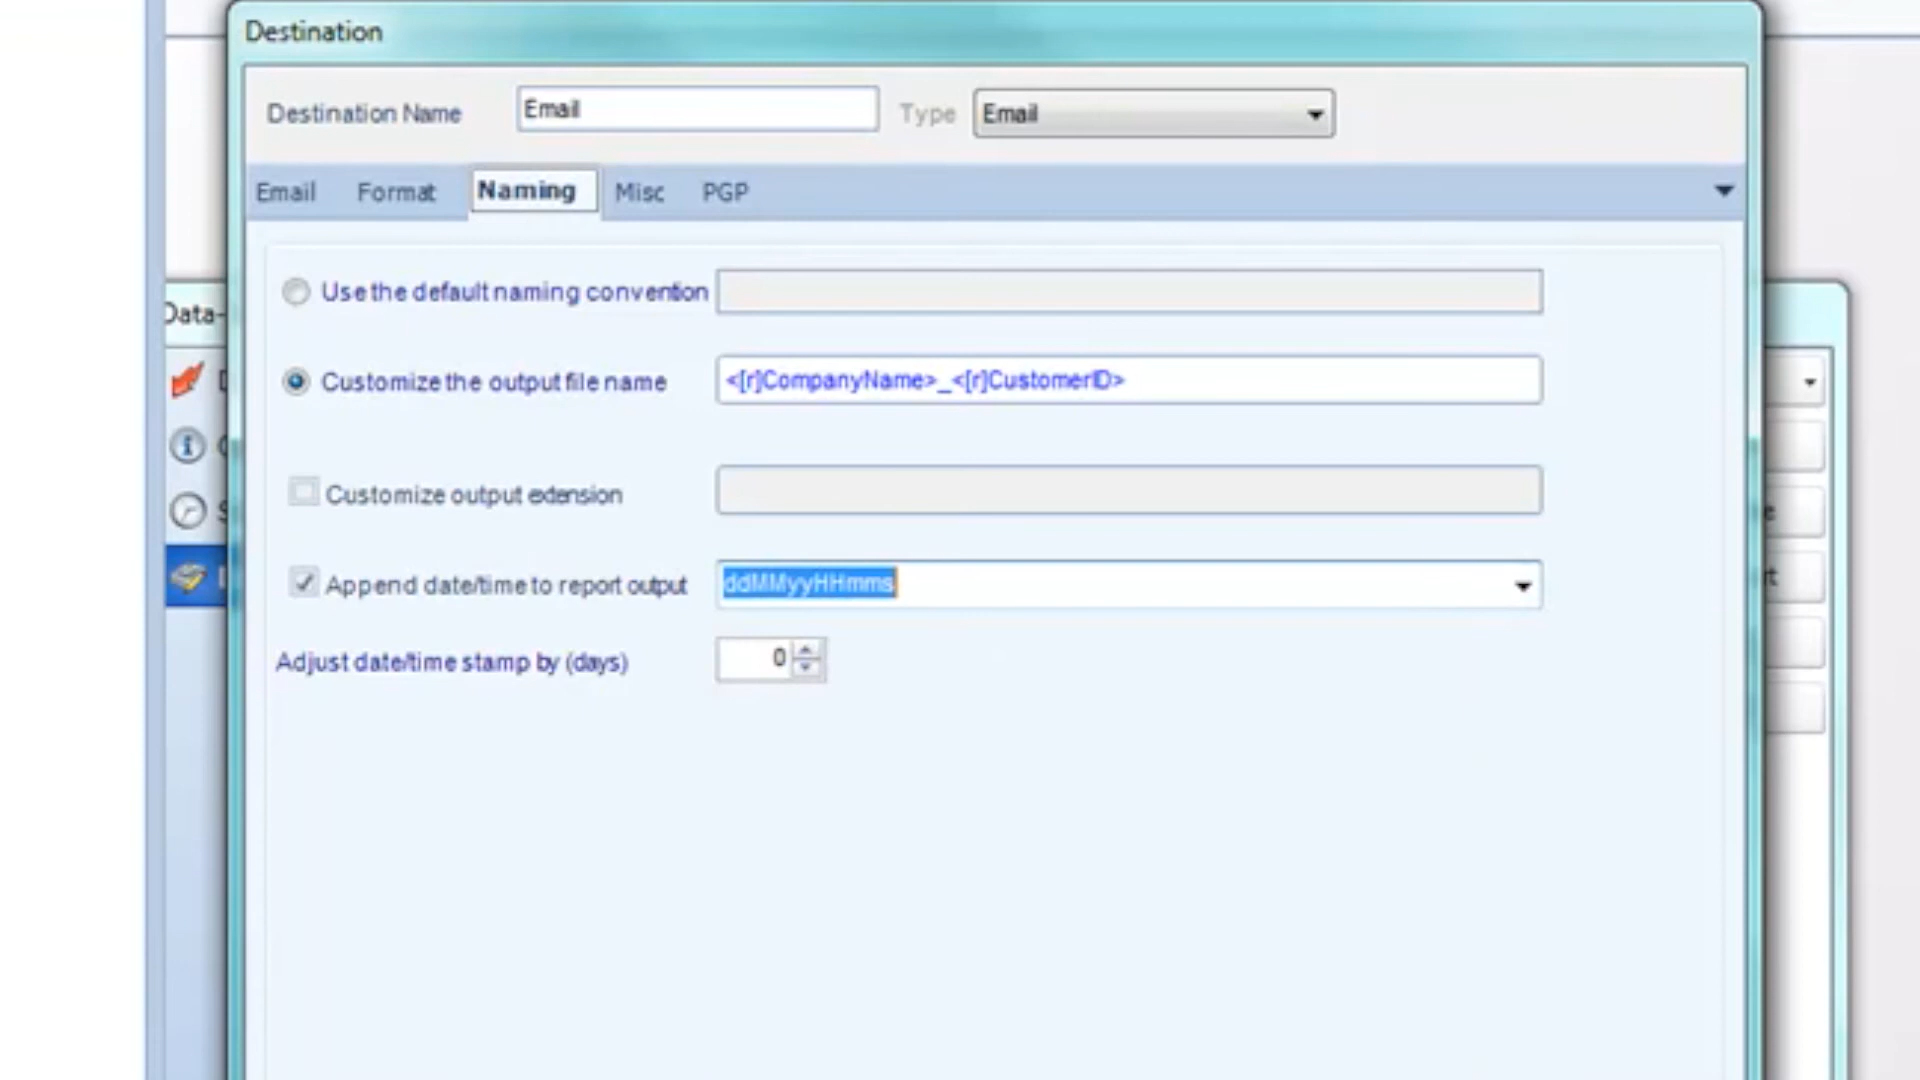 Destination
Destination Name Email Type Email
Email Format Naming Misc PGP
Use the default naming convention
Data-
Customize the output file name <[r]CompanyName>_<[r]CustomerID>
Customize output extension
Append date/time to report output ddMMyyHHmms
Adjust date/time stamp by (days) 0